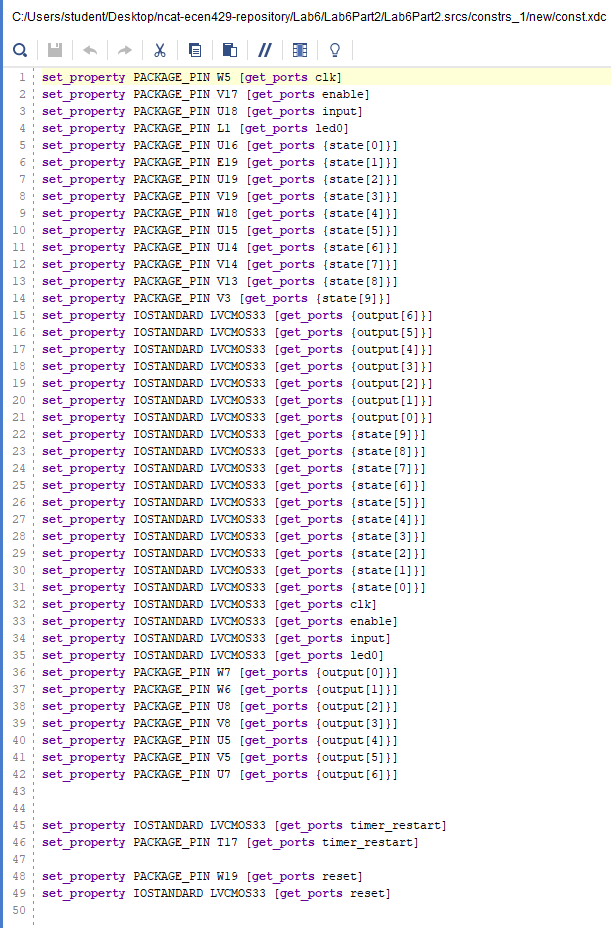 C:/Users/student/Desktop/ncat-ecen429-repository/Lab6/Lab6Part2/Lab6Part2.srcs/constrs_1/new/const.xdc
1 set_property PACKAGE_PIN W5 [get_ports clk]
2 set_property PACKAGE_PIN V17 [get_ports enable]
3 set_property PACKAGE_PIN U18 [get_ports input]
4 set_property PACKAGE_PIN L1 [get_ports led0]
5 set_property PACKAGE_PIN U16 [get_ports {state[0]}]
6 set_property PACKAGE_PIN E19 [get_ports {state[1]}]
7 set_property PACKAGE_PIN U19 [get_ports {state[2]}]
8 set_property PACKAGE_PIN V19 [get_ports {state[3]}]
9 set_property PACKAGE_PIN W18 [get_ports {state[4]}]
10 set_property PACKAGE_PIN U15 [get_ports {state[5]}]
11 set_property PACKAGE_PIN U14 [get_ports {state[6]}]
12 set_property PACKAGE_PIN V14 [get_ports {state[7]}]
13 set_property PACKAGE_PIN V13 [get_ports {state[8]}]
14 set_property PACKAGE_PIN V3 [get_ports {state[9]}]
15 set_property IOSTANDARD LVCMOS33 [get_ports {output[6]}]
16 set_property IOSTANDARD LVCMOS33 [get_ports {output[5]}]
17 set_property IOSTANDARD LVCMOS33 [get_ports {output[4]}]
18 set_property IOSTANDARD LVCMOS33 [get_ports {output[3]}]
19 set_property IOSTANDARD LVCMOS33 [get_ports {output[2]}]
20 set_property IOSTANDARD LVCMOS33 [get_ports {output[1]}]
21 set_property IOSTANDARD LVCMOS33 [get_ports {output[0]}]
22 set_property IOSTANDARD LVCMOS33 [get_ports {state[9]}]
23 set_property IOSTANDARD LVCMOS33 [get_ports {state[8]}]
24 set_property IOSTANDARD LVCMOS33 [get_ports {state[7]}]
25 set_property IOSTANDARD LVCMOS33 [get_ports {state[6]}]
26 set_property IOSTANDARD LVCMOS33 [get_ports {state[5]}]
27 set_property IOSTANDARD LVCMOS33 [get_ports {state[4]}]
28 set_property IOSTANDARD LVCMOS33 [get_ports {state[3]}]
29 set_property IOSTANDARD LVCMOS33 [get_ports {state[2]}]
30 set_property IOSTANDARD LVCMOS33 [get_ports {state[1]}]
31 set_property IOSTANDARD LVCMOS33 [get_ports {state[0]}]
32 set_property IOSTANDARD LVCMOS33 [get_ports clk]
33 set_property IOSTANDARD LVCMOS33 [get_ports enable]
34 set_property IOSTANDARD LVCMOS33 [get_ports input]
35 set_property IOSTANDARD LVCMOS33 [get_ports led0]
36 set_property PACKAGE_PIN W7 [get_ports {output[0]}]
37 set_property PACKAGE_PIN W6 [get_ports {output[1]}]
38 set_property PACKAGE_PIN U8 [get_ports {output[2]}]
39 set_property PACKAGE_PIN V8 [get_ports {output[3]}]
40 set_property PACKAGE_PIN U5 [get_ports {output[4]}]
41 set_property PACKAGE_PIN V5 [get_ports {output[5]}]
42 set_property PACKAGE_PIN U7 [get_ports {output[6]}]
43
44
45 set_property IOSTANDARD LVCMOS33 [get_ports timer_restart]
46 set_property PACKAGE_PIN T17 [get_ports timer_restart]
47
48 set_property PACKAGE_PIN W19 [get_ports reset]
49 set_property IOSTANDARD LVCMOS33 [get_ports reset]
50